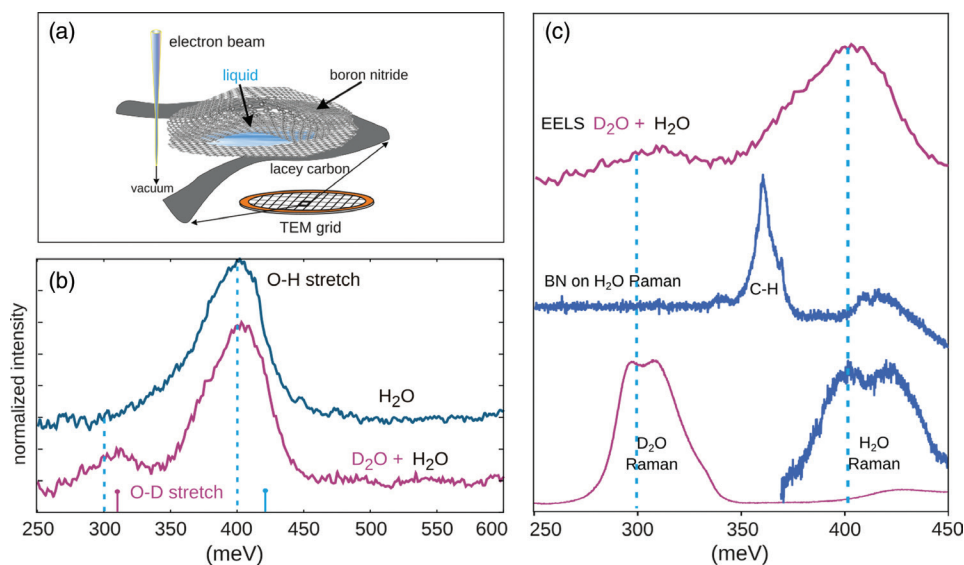 (a)
electron beam
liquid
boron nitride
vacuum
lacey carbon
TEM grid
(b)
normalized intensity
O-H stretch
H₂O
D₂O + H₂O
O-D stretch
250 300 350 400 450 500 550 600
(meV)
(c)
EELS D₂O + H₂O
BN on H₂O Raman
C-H
D₂O
Raman
H₂O
Raman
250 300 350 400 450
(meV)